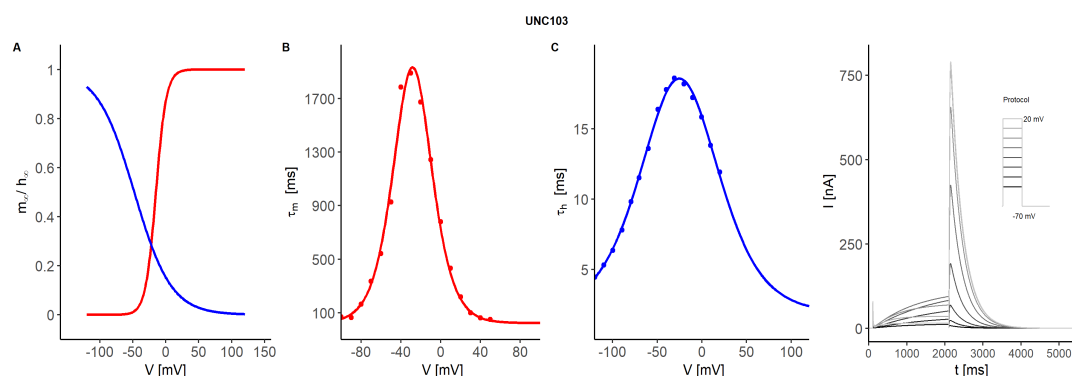 UNC103
A
m∞/ h∞
1
0.8
0.6
0.4
0.2
0
-100 -50 0 50 100 150
V [mV]
B
τm [ms]
1700
1300
900
500
100
-80 -40 0 40 80
V [mV]
C
τh [ms]
15
10
5
-100 -50 0 50 100
V [mV]
I [nA]
750
500
250
0
0 1000 2000 3000 4000 5000
t [ms]
Protocol
20 mV
-70 mV